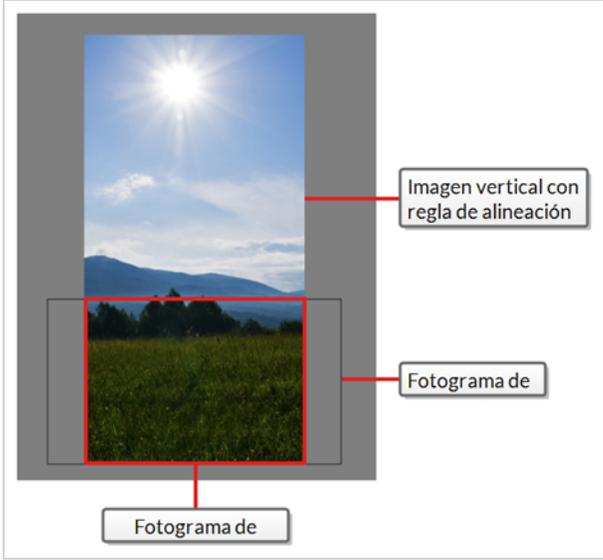 Imagen vertical con
regla de alineación
Fotograma de
Fotograma de